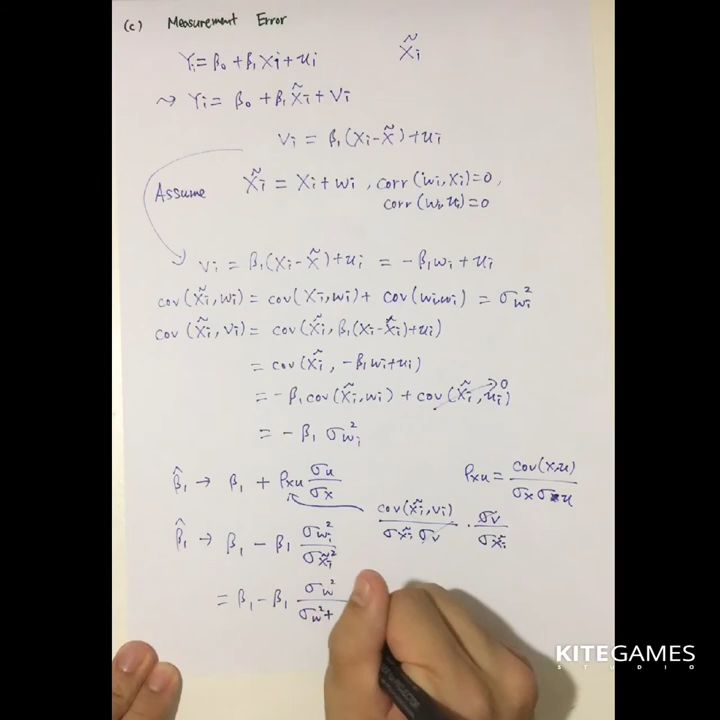 (c) Measurement Error
Yi = β0 + β1Xi + ui X̃i
⇝ Yi = β0 + β1X̃i + Vi
Vi = β1(Xi - X̃) + ui
Assume X̃i = Xi + wi , corr(wi, Xi) = 0,
corr(wi, ui) = 0
Vi = β1(Xi - X̃) + ui = -β1wi + ui
cov(X̃i, wi) = cov(Xi, wi) + cov(wi, wi) = σwi²
cov(X̃i, Vi) = cov(X̃i, β1(Xi - X̃i) + ui)
= cov(X̃i, -β1wi + ui)
= -β1cov(X̃i, wi) + cov(X̃i, ui) → 0
= -β1 σwi²
β̂1 → β1 + ρxu σu/σx ρxu = cov(x,u)/σxσu
cov(X̃i, Vi)/σX̃iσv · σv/σX̃i
β̂1 → β1 - β1 σwi²/σX̃i²
= β1 - β1 σw²/σw²+
KITEGAMES
STUDIO